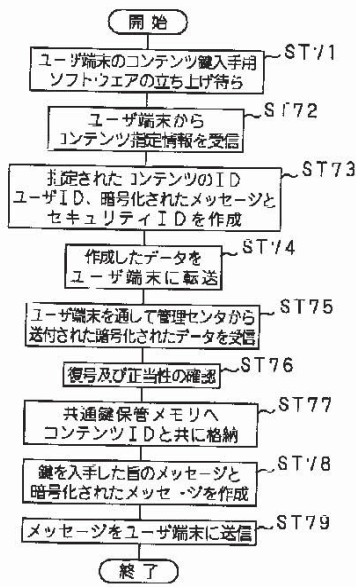 開始
ユーザ端末のコンテンツ鍵入手用
ソフトウェアの立ち上げ待ち
ST71
ユーザ端末から
コンテンツ指定情報を受信
ST72
指定されたコンテンツのID
ユーザID、暗号化されたメッセージと
セキュリティIDを作成
ST73
作成したデータを
ユーザ端末に転送
ST74
ユーザ端末を通して管理センタから
送付された暗号化されたデータを受信
ST75
復号及び正当性の確認
ST76
共通鍵保管メモリへ
コンテンツIDと共に格納
ST77
鍵を入手した旨のメッセージと
暗号化されたメッセージを作成
ST78
メッセージをユーザ端末に送信
ST79
終了